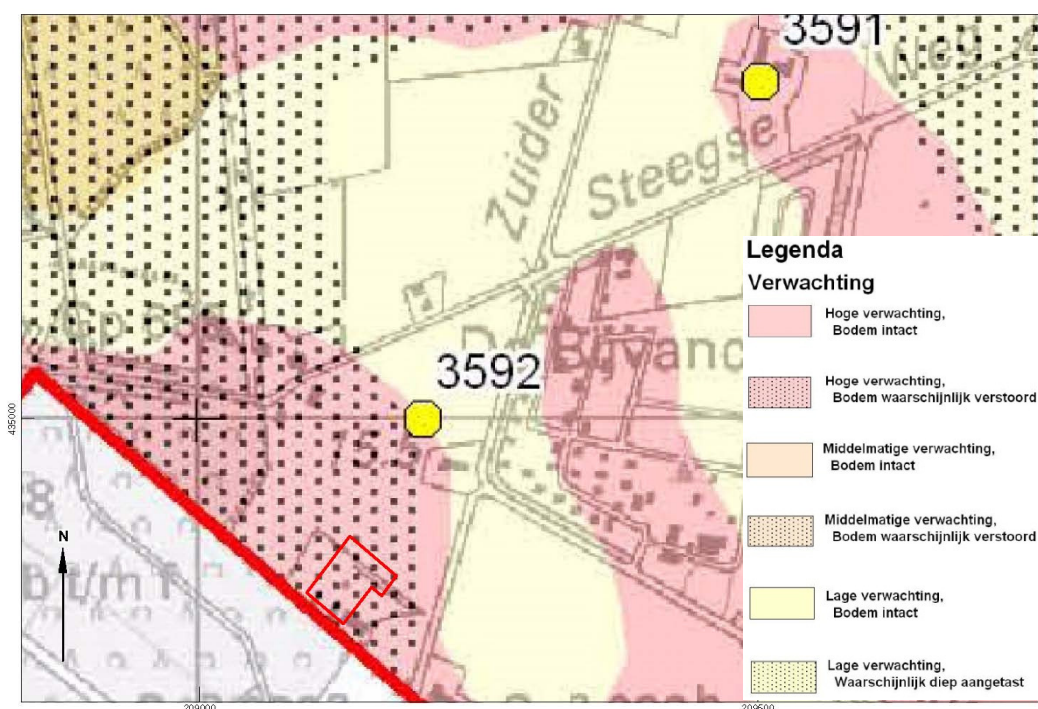 3591
Weg
Zuider
Steegse
3592
435000
N
209000
209500
Legenda
Verwachting
Hoge verwachting,
Bodem intact
Hoge verwachting,
Bodem waarschijnlijk verstoord
Middelmatige verwachting,
Bodem intact
Middelmatige verwachting,
Bodem waarschijnlijk verstoord
Lage verwachting,
Bodem intact
Lage verwachting,
Waarschijnlijk diep aangetast